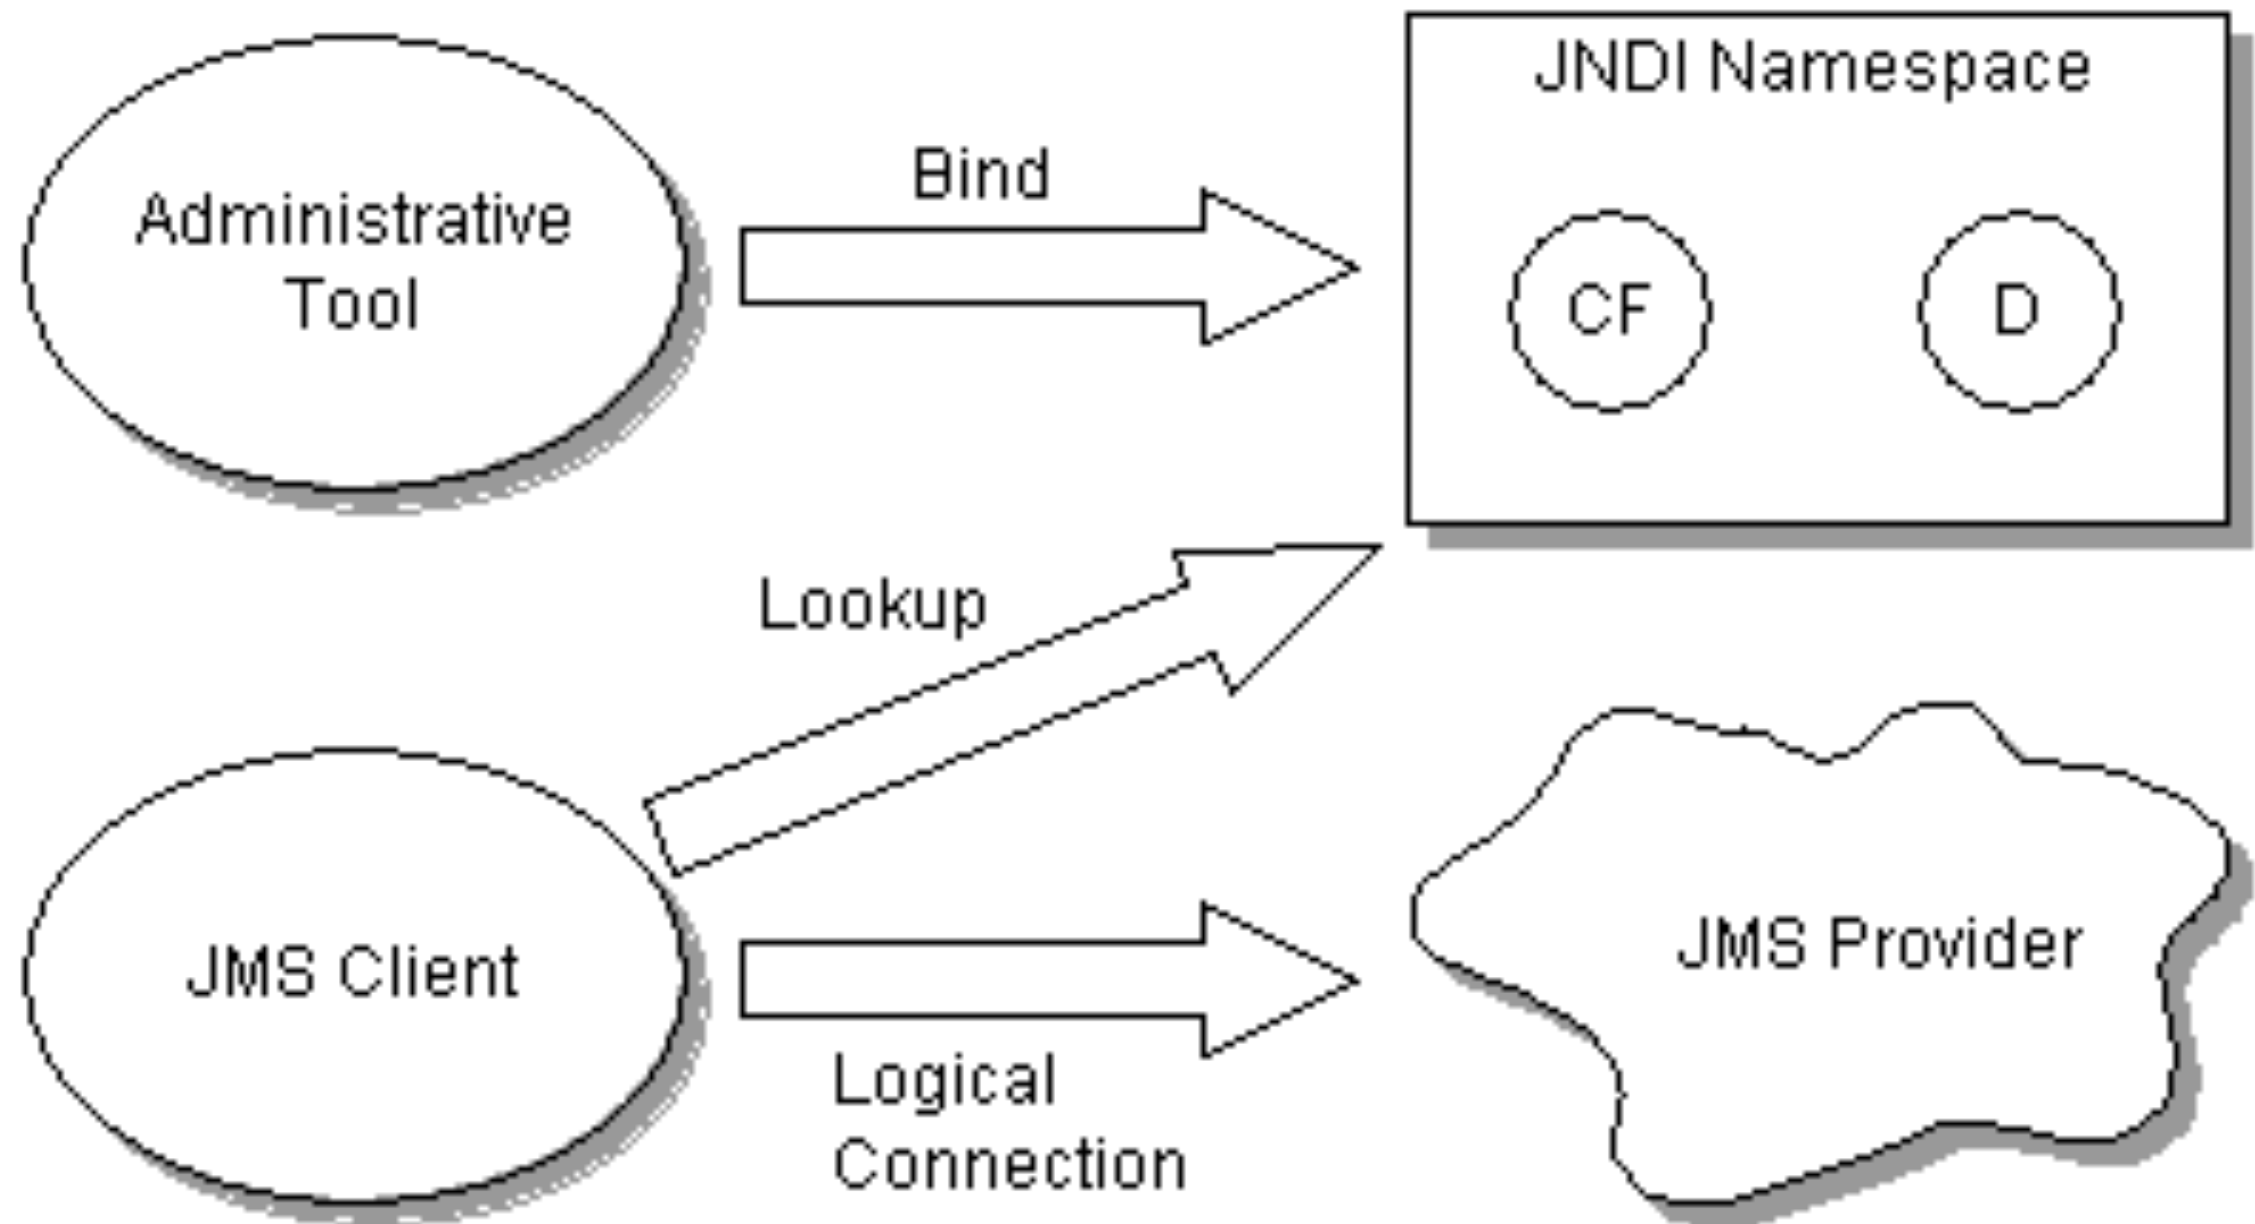 JNDI Namespace
Bind
Administrative
Tool
CF
D
Lookup
JMS Client
JMS Provider
Logical
Connection